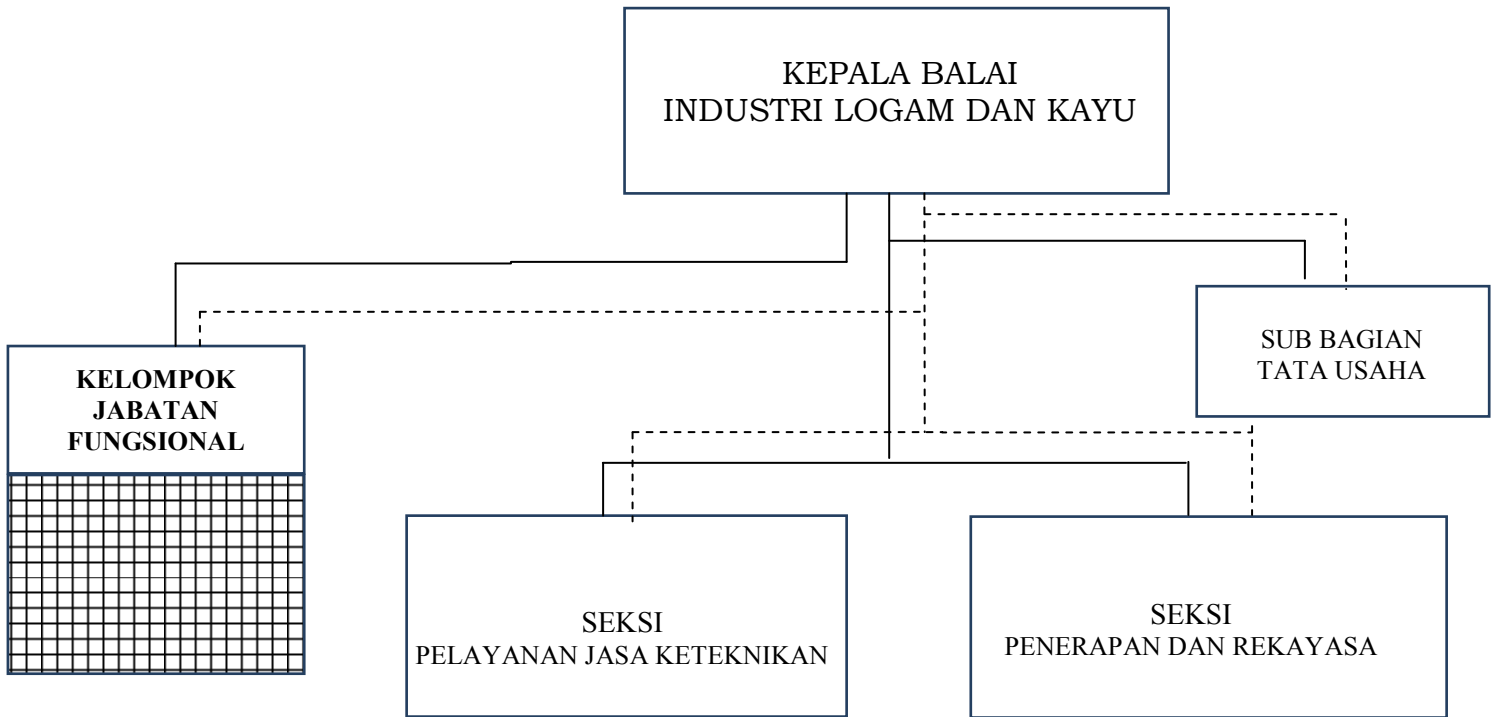 KEPALA BALAI
INDUSTRI LOGAM DAN KAYU
SUB BAGIAN
TATA USAHA
KELOMPOK
JABATAN
FUNGSIONAL
SEKSI
PELAYANAN JASA KETEKNIKAN
SEKSI
PENERAPAN DAN REKAYASA